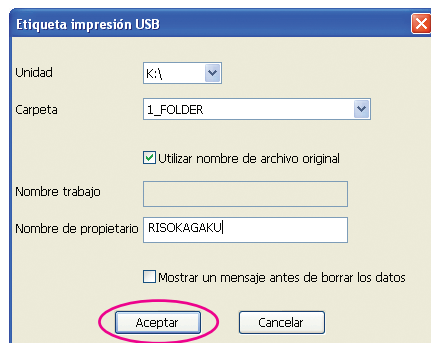 Etiqueta impresión USB
Unidad K:\
Carpeta 1_FOLDER
Utilizar nombre de archivo original
Nombre trabajo
Nombre de propietario RISOKAGAKU
Mostrar un mensaje antes de borrar los datos
Aceptar Cancelar